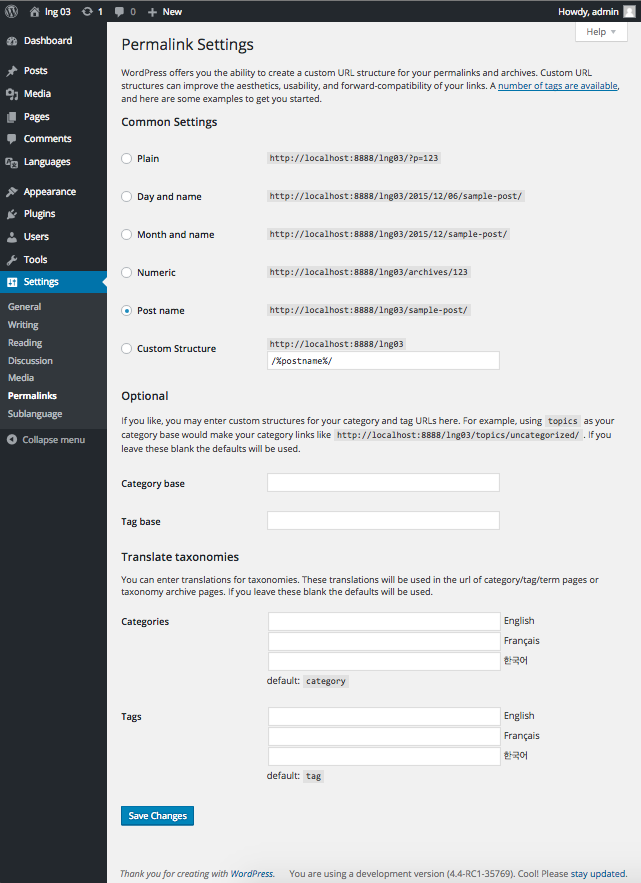 lng 03 1 0 New Howdy, admin
Help
Dashboard
Posts
Media
Pages
Comments
Languages
Appearance
Plugins
Users
Tools
Settings
General
Writing
Reading
Discussion
Media
Permalinks
Sublanguage
Collapse menu
Permalink Settings
WordPress offers you the ability to create a custom URL structure for your permalinks and archives. Custom URL
structures can improve the aesthetics, usability, and forward-compatibility of your links. A number of tags are available,
and here are some examples to get you started.
Common Settings
Plain http://localhost:8888/lng03/?p=123
Day and name http://localhost:8888/lng03/2015/12/06/sample-post/
Month and name http://localhost:8888/lng03/2015/12/sample-post/
Numeric http://localhost:8888/lng03/archives/123
Post name http://localhost:8888/lng03/sample-post/
Custom Structure http://localhost:8888/lng03
/%postname%/
Optional
If you like, you may enter custom structures for your category and tag URLs here. For example, using topics as your
category base would make your category links like http://localhost:8888/lng03/topics/uncategorized/ . If you
leave these blank the defaults will be used.
Category base
Tag base
Translate taxonomies
You can enter translations for taxonomies. These translations will be used in the url of category/tag/term pages or
taxonomy archive pages. If you leave these blank the defaults will be used.
Categories English
Français
한국어
default: category
Tags English
Français
한국어
default: tag
Save Changes
Thank you for creating with WordPress. You are using a development version (4.4-RC1-35769). Cool! Please stay updated.